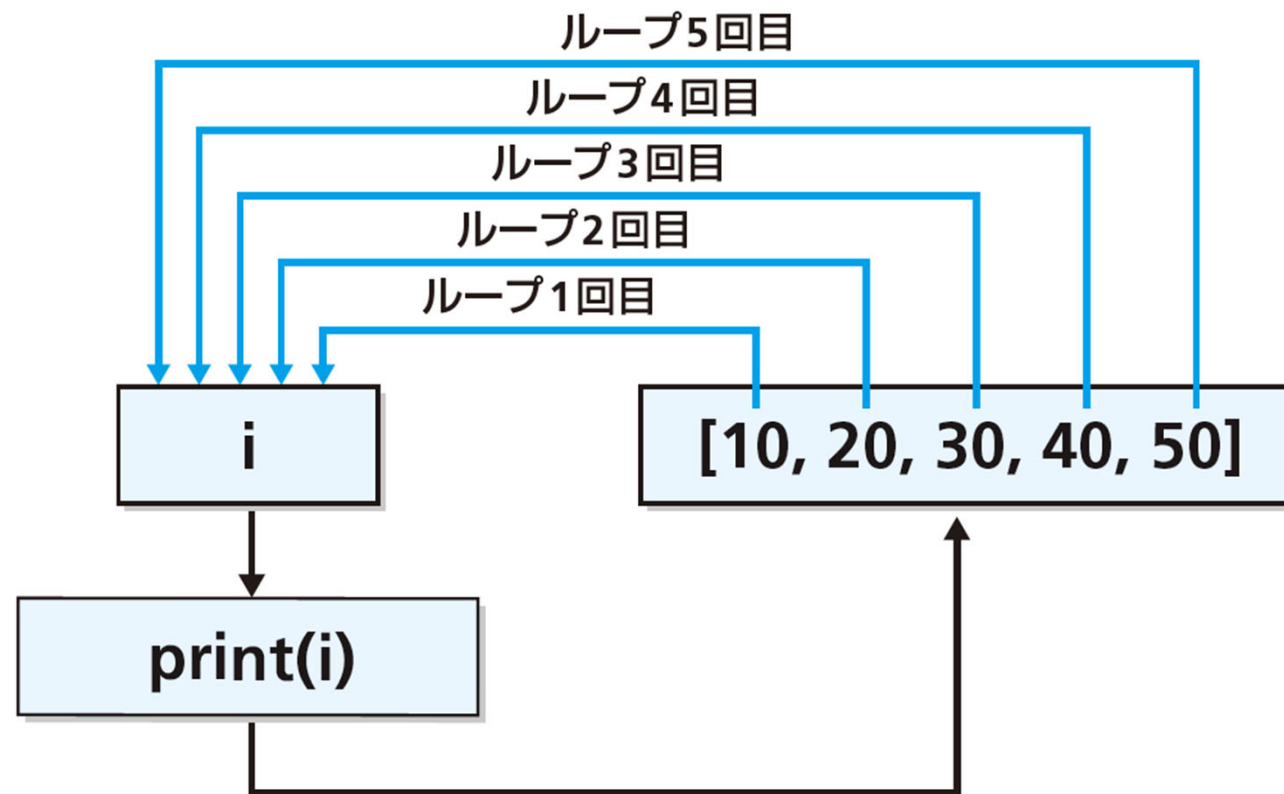 ループ5回目
ループ4回目
ループ3回目
ループ2回目
ループ1回目
i
[10, 20, 30, 40, 50]
print(i)